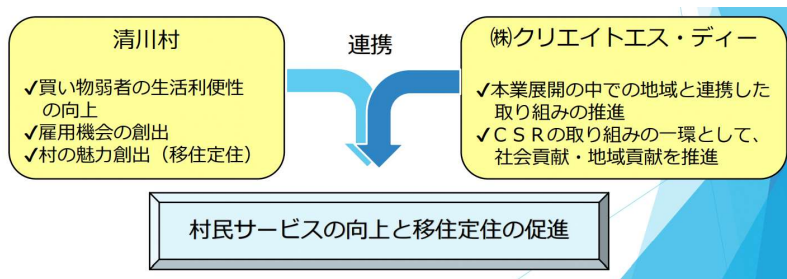 清川村
✓買い物弱者の生活利便性
の向上
✓雇用機会の創出
✓村の魅力創出（移住定住）
連携
㈱クリエイトエス・ディー
✓本業展開の中での地域と連携した
取り組みの推進
✓ＣＳＲの取り組みの一環として、
社会貢献・地域貢献を推進
村民サービスの向上と移住定住の促進